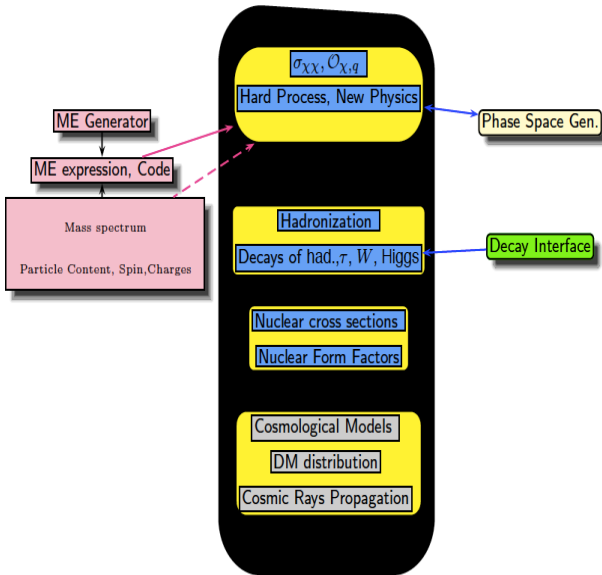 σχχ, 𝒪χ,q
Hard Process, New Physics
ME Generator
Phase Space Gen.
ME expression, Code
Mass spectrum
Particle Content, Spin,Charges
Hadronization
Decays of had.,τ, W, Higgs
Decay Interface
Nuclear cross sections
Nuclear Form Factors
Cosmological Models
DM distribution
Cosmic Rays Propagation